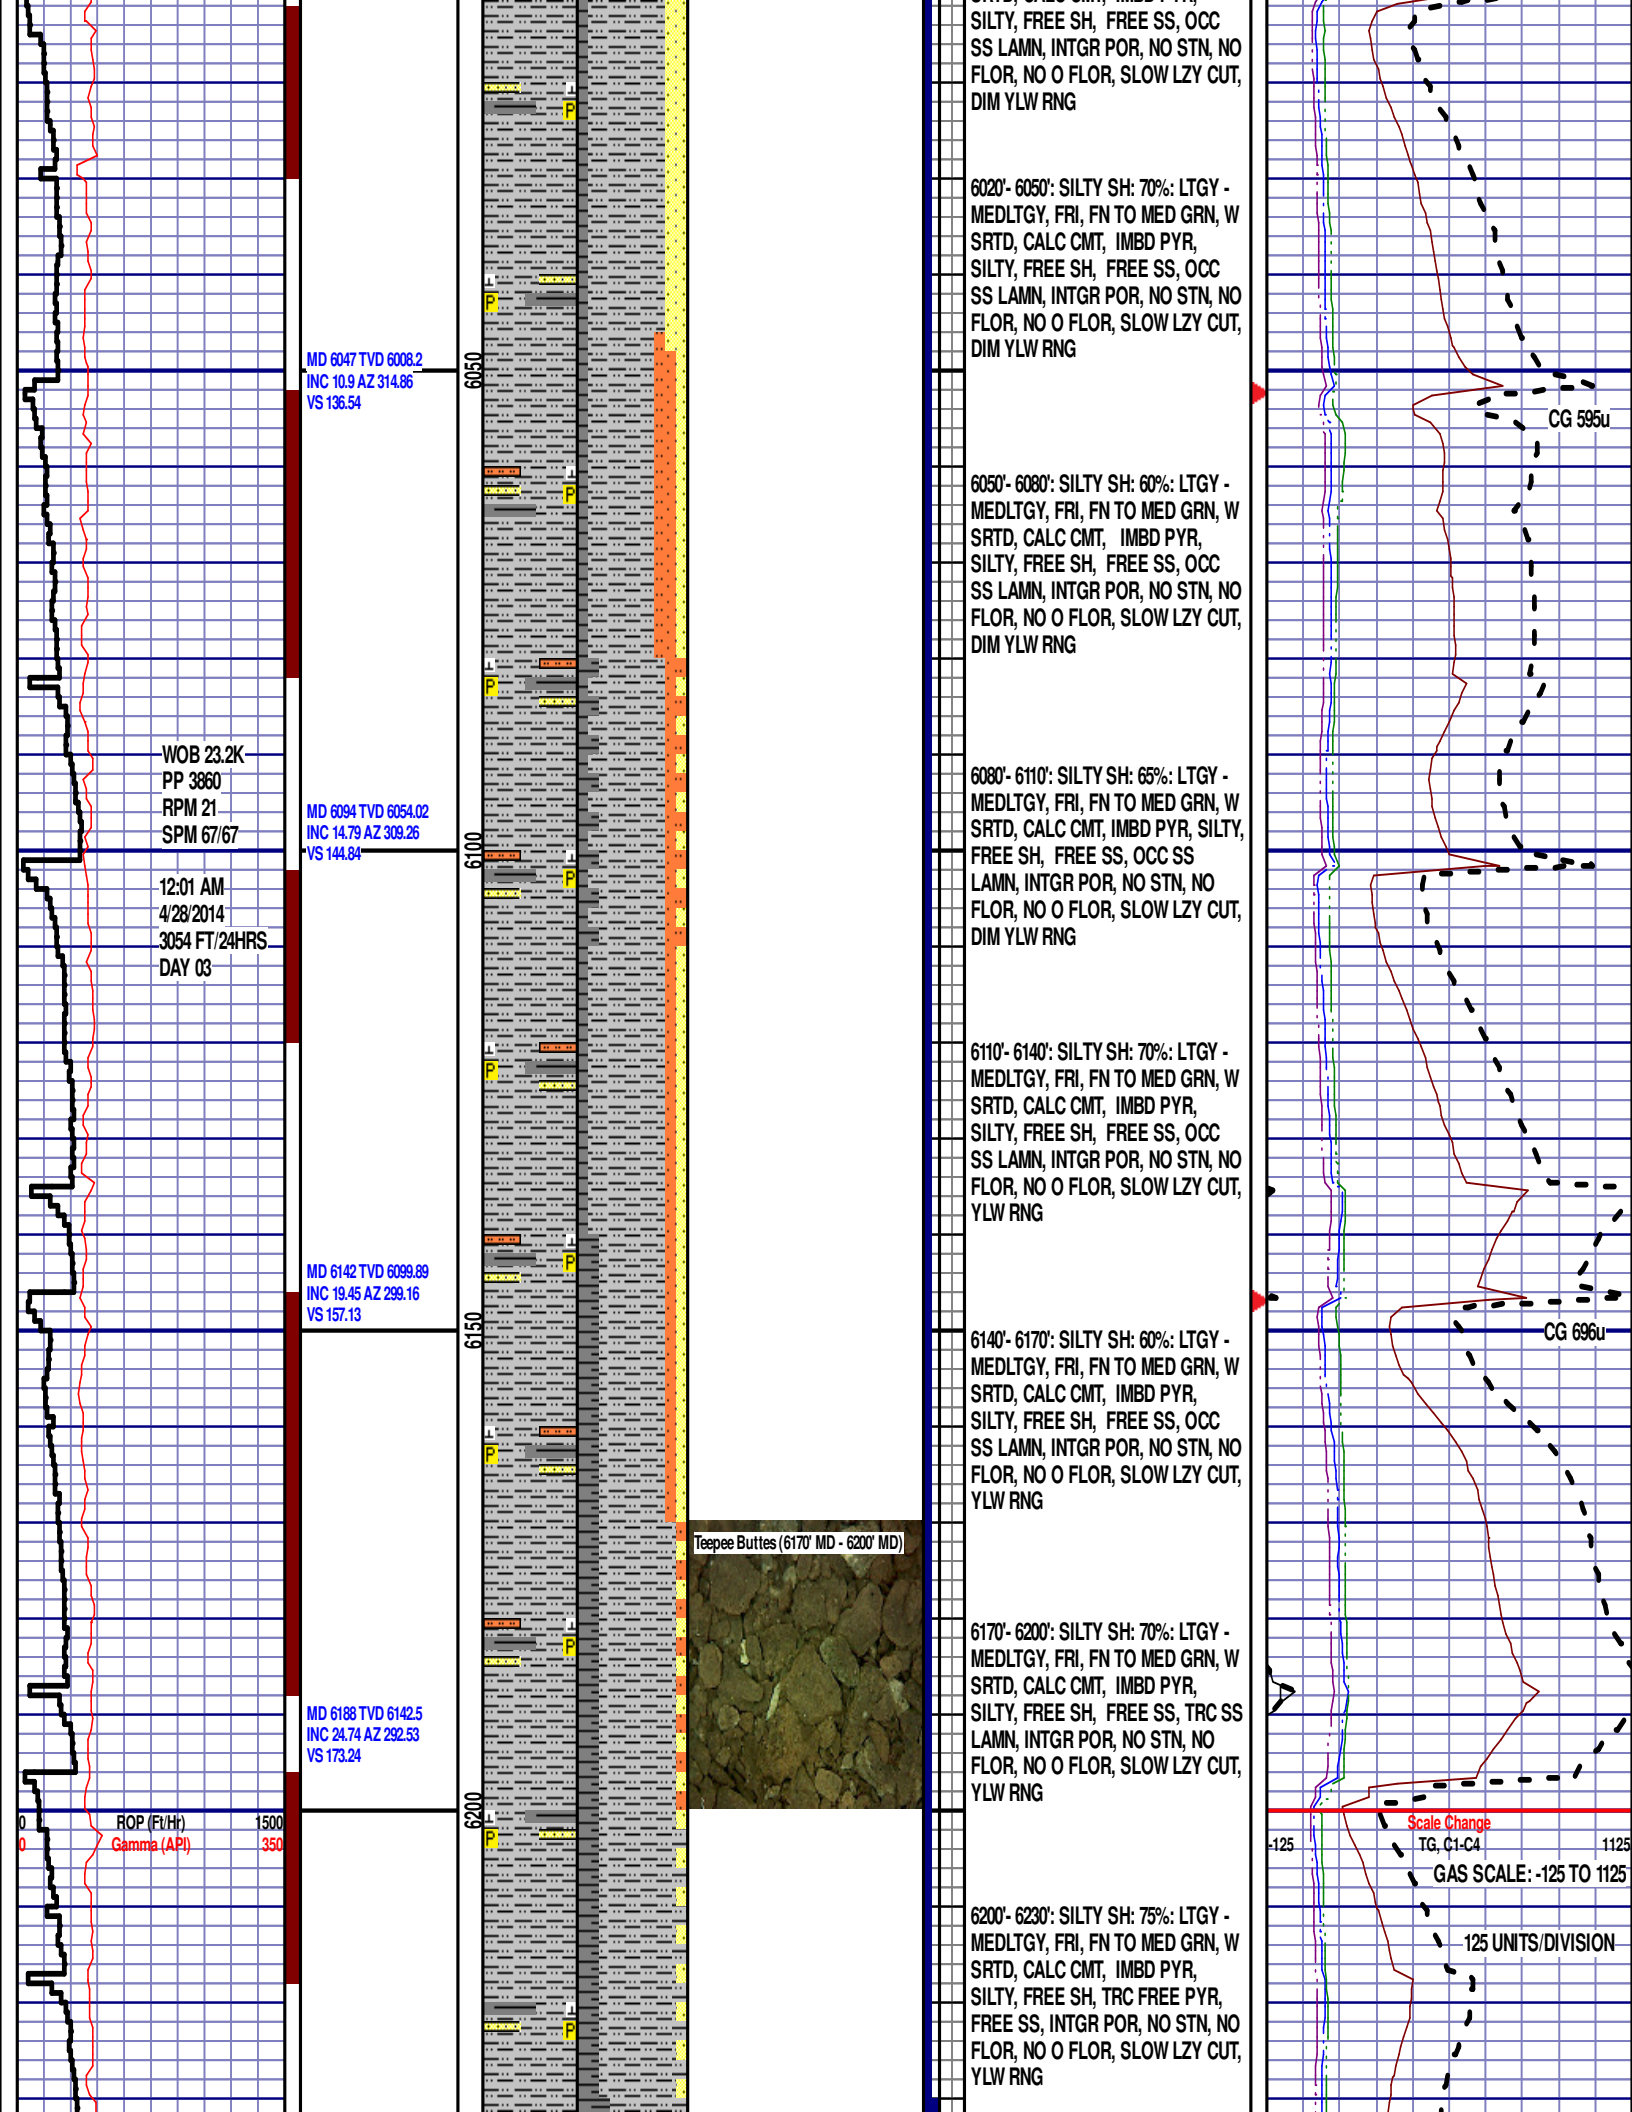 SILTY, FREE SH, FREE SS, OCC
SS LAMN, INTGR POR, NO STN, NO
FLOR, NO O FLOR, SLOW LZY CUT,
DIM YLW RNG
6020'- 6050': SILTY SH: 70%: LTGY -
MEDLTGY, FRI, FN TO MED GRN, W
SRTD, CALC CMT, IMBD PYR,
SILTY, FREE SH, FREE SS, OCC
SS LAMN, INTGR POR, NO STN, NO
FLOR, NO O FLOR, SLOW LZY CUT,
DIM YLW RNG
MD 6047 TVD 6008.2
INC 10.9 AZ 314.86
VS 136.54
6050
CG 595u
6050'- 6080': SILTY SH: 60%: LTGY -
MEDLTGY, FRI, FN TO MED GRN, W
SRTD, CALC CMT, IMBD PYR,
SILTY, FREE SH, FREE SS, OCC
SS LAMN, INTGR POR, NO STN, NO
FLOR, NO O FLOR, SLOW LZY CUT,
DIM YLW RNG
WOB 23.2K
PP 3860
RPM 21
SPM 67/67
12:01 AM
4/28/2014
3054 FT/24HRS
DAY 03
MD 6094 TVD 6054.02
INC 14.79 AZ 309.26
VS 144.84
6100
6080'- 6110': SILTY SH: 65%: LTGY -
MEDLTGY, FRI, FN TO MED GRN, W
SRTD, CALC CMT, IMBD PYR, SILTY,
FREE SH, FREE SS, OCC SS
LAMN, INTGR POR, NO STN, NO
FLOR, NO O FLOR, SLOW LZY CUT,
DIM YLW RNG
6110'- 6140': SILTY SH: 70%: LTGY -
MEDLTGY, FRI, FN TO MED GRN, W
SRTD, CALC CMT, IMBD PYR,
SILTY, FREE SH, FREE SS, OCC
SS LAMN, INTGR POR, NO STN, NO
FLOR, NO O FLOR, SLOW LZY CUT,
YLW RNG
MD 6142 TVD 6099.89
INC 19.45 AZ 299.16
VS 157.13
6150
CG 696u
6140'- 6170': SILTY SH: 60%: LTGY -
MEDLTGY, FRI, FN TO MED GRN, W
SRTD, CALC CMT, IMBD PYR,
SILTY, FREE SH, FREE SS, OCC
SS LAMN, INTGR POR, NO STN, NO
FLOR, NO O FLOR, SLOW LZY CUT,
YLW RNG
Teepee Buttes (6170' MD - 6200' MD)
6170'- 6200': SILTY SH: 70%: LTGY -
MEDLTGY, FRI, FN TO MED GRN, W
SRTD, CALC CMT, IMBD PYR,
SILTY, FREE SH, FREE SS, TRC SS
LAMN, INTGR POR, NO STN, NO
FLOR, NO O FLOR, SLOW LZY CUT,
YLW RNG
MD 6188 TVD 6142.5
INC 24.74 AZ 292.53
VS 173.24
6200
0 ROP (Ft/Hr) 1500
0 Gamma (API) 350
Scale Change
-125 TG, C1-C4 1125
GAS SCALE: -125 TO 1125
125 UNITS/DIVISION
6200'- 6230': SILTY SH: 75%: LTGY -
MEDLTGY, FRI, FN TO MED GRN, W
SRTD, CALC CMT, IMBD PYR,
SILTY, FREE SH, TRC FREE PYR,
FREE SS, INTGR POR, NO STN, NO
FLOR, NO O FLOR, SLOW LZY CUT,
YLW RNG